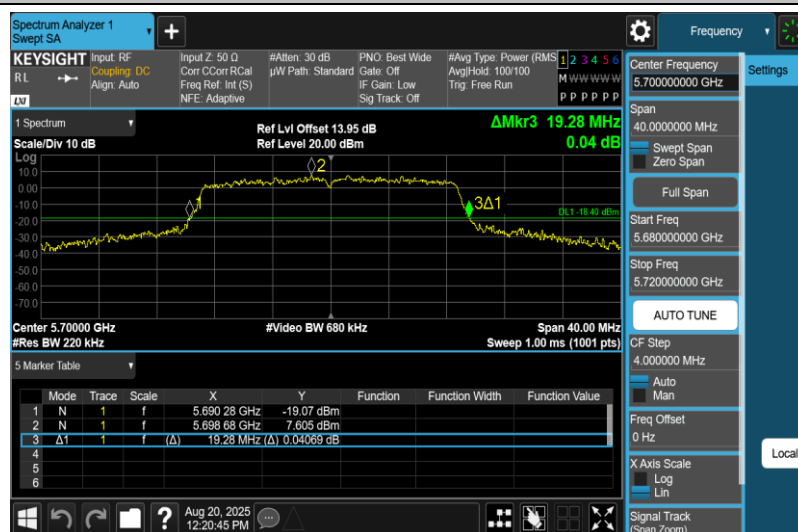 Spectrum Analyzer 1
Swept SA
+
Frequency
KEYSIGHT
RL
LXI
Input: RF
Coupling: DC
Align: Auto
Input Z: 50 Ω
Corr CCorr RCal
Freq Ref: Int (S)
NFE: Adaptive
#Atten: 30 dB
µW Path: Standard
PNO: Best Wide
Gate: Off
IF Gain: Low
Sig Track: Off
#Avg Type: Power (RMS
Avg|Hold: 100/100
Trig: Free Run
1 2 3 4 5 6
M W W W W W
P P P P P P
1 Spectrum
Scale/Div 10 dB
Ref Lvl Offset 13.95 dB
Ref Level 20.00 dBm
ΔMkr3 19.28 MHz
0.04 dB
Log
10.0
0.00
-10.0
-20.0
-30.0
-40.0
-50.0
-60.0
-70.0
1
2
3Δ1
DL1 -18.40 dBm
Center 5.70000 GHz
#Res BW 220 kHz
#Video BW 680 kHz
Span 40.00 MHz
Sweep 1.00 ms (1001 pts)
5 Marker Table
Mode Trace Scale X Y Function Function Width Function Value
1 N 1 f 5.690 28 GHz -19.07 dBm
2 N 1 f 5.698 68 GHz 7.605 dBm
3 Δ1 1 f (Δ) 19.28 MHz (Δ) 0.04069 dB
4
5
6
Aug 20, 2025
12:20:45 PM
?
Center Frequency
5.700000000 GHz
Settings
Span
40.0000000 MHz
Swept Span
Zero Span
Full Span
Start Freq
5.680000000 GHz
Stop Freq
5.720000000 GHz
AUTO TUNE
CF Step
4.000000 MHz
Auto
Man
Freq Offset
0 Hz
Local
X Axis Scale
Log
Lin
Signal Track
(Span Zoom)